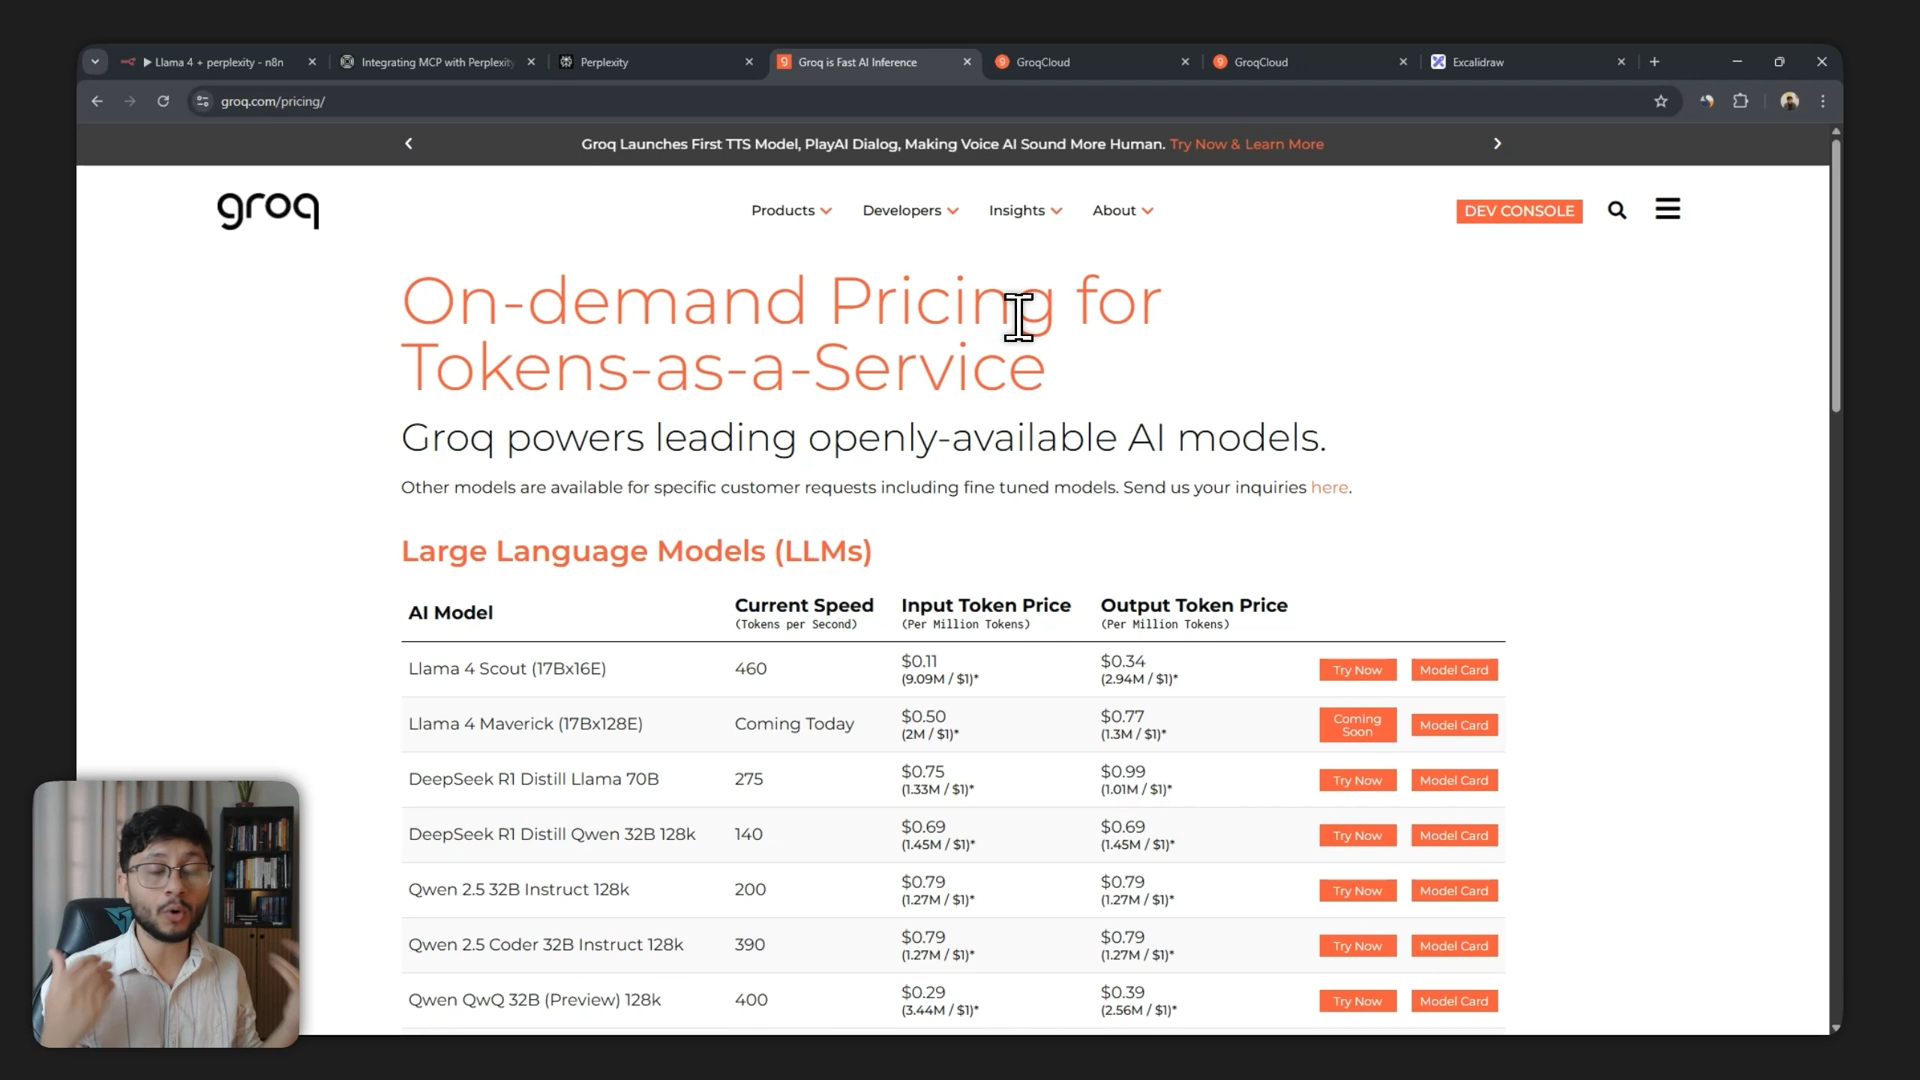 Llama 4 + perplexity - n8n
Integrating MCP with Perplexity
Perplexity
Groq is Fast AI Inference
GroqCloud
GroqCloud
Excalidraw
groq.com/pricing/
Groq Launches First TTS Model, PlayAI Dialog, Making Voice AI Sound More Human. Try Now & Learn More
groq
Products
Developers
Insights
About
DEV CONSOLE
On-demand Pricing for
Tokens-as-a-Service
Groq powers leading openly-available AI models.
Other models are available for specific customer requests including fine tuned models. Send us your inquiries here.
Large Language Models (LLMs)
AI Model
Current Speed
(Tokens per Second)
Input Token Price
(Per Million Tokens)
Output Token Price
(Per Million Tokens)
Llama 4 Scout (17Bx16E)
460
$0.11
(9.09M / $1)*
$0.34
(2.94M / $1)*
Try Now
Model Card
Llama 4 Maverick (17Bx128E)
Coming Today
$0.50
(2M / $1)*
$0.77
(1.3M / $1)*
Coming
Soon
Model Card
DeepSeek R1 Distill Llama 70B
275
$0.75
(1.33M / $1)*
$0.99
(1.01M / $1)*
Try Now
Model Card
DeepSeek R1 Distill Qwen 32B 128k
140
$0.69
(1.45M / $1)*
$0.69
(1.45M / $1)*
Try Now
Model Card
Qwen 2.5 32B Instruct 128k
200
$0.79
(1.27M / $1)*
$0.79
(1.27M / $1)*
Try Now
Model Card
Qwen 2.5 Coder 32B Instruct 128k
390
$0.79
(1.27M / $1)*
$0.79
(1.27M / $1)*
Try Now
Model Card
Qwen QwQ 32B (Preview) 128k
400
$0.29
(3.44M / $1)*
$0.39
(2.56M / $1)*
Try Now
Model Card